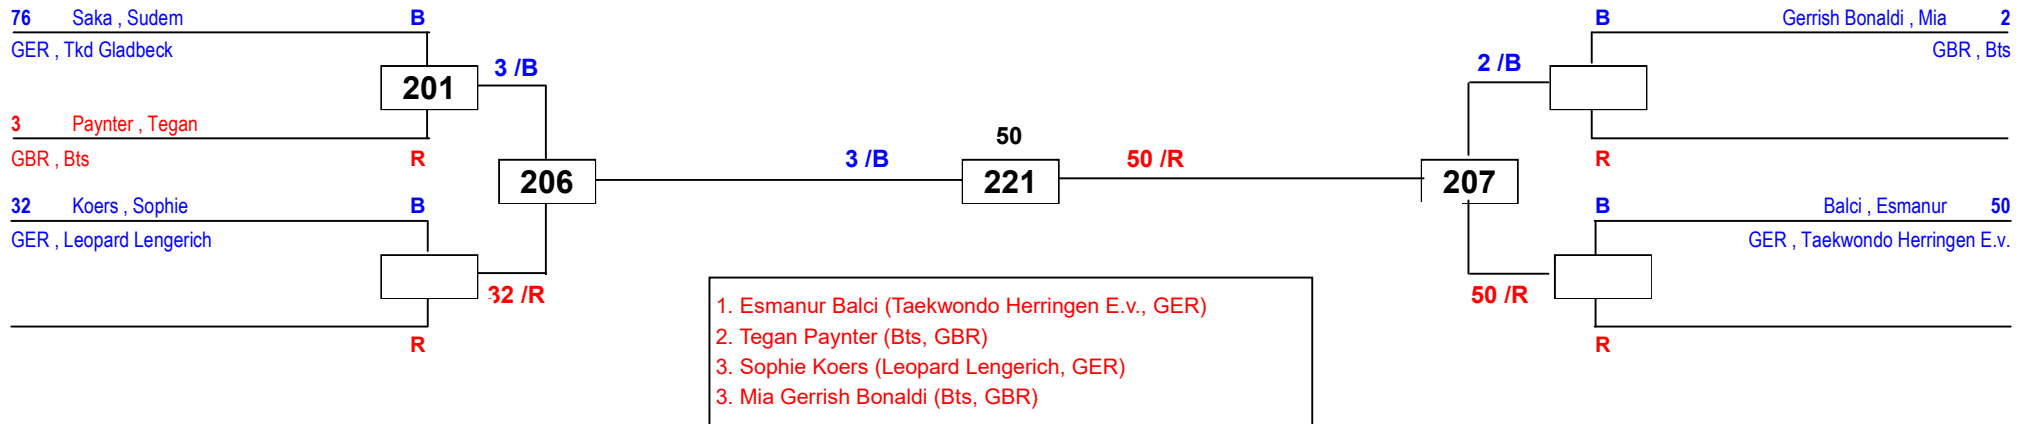 76 Saka , Sudem B
GER , Tkd Gladbeck
201
3 /B
3 Paynter , Tegan
GBR , Bts R
206
32 Koers , Sophie B
GER , Leopard Lengerich
32 /R
R
3 /B
50
221
50 /R
B Gerrish Bonaldi , Mia 2
GBR , Bts
2 /B
R
207
B Balci , Esmanur 50
GER , Taekwondo Herringen E.v.
50 /R
R
1. Esmanur Balci (Taekwondo Herringen E.v., GER)
2. Tegan Paynter (Bts, GBR)
3. Sophie Koers (Leopard Lengerich, GER)
3. Mia Gerrish Bonaldi (Bts, GBR)